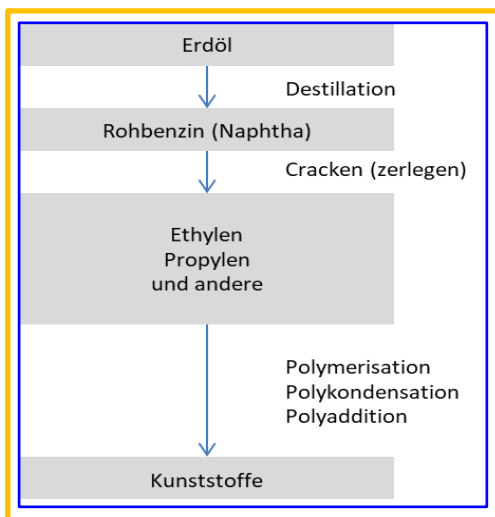 Erdöl
Destillation
Rohbenzin (Naphtha)
Cracken (zerlegen)
Ethylen
Propylen
und andere
Polymerisation
Polykondensation
Polyaddition
Kunststoffe